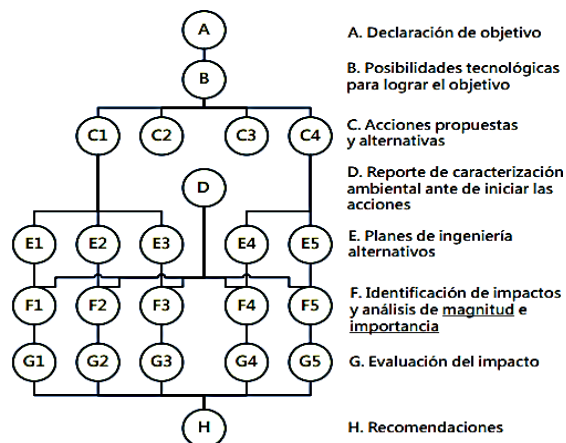 A
A. Declaración de objetivo
B
B. Posibilidades tecnológicas
para lograr el objetivo
C1 C2 C3 C4
C. Acciones propuestas
y alternativas
D
D. Reporte de caracterización
ambiental ante de iniciar las
acciones
E1 E2 E3 E4 E5
E. Planes de ingeniería
alternativos
F1 F2 F3 F4 F5
F. Identificación de impactos
y análisis de magnitud e
importancia
G1 G2 G3 G4 G5
G. Evaluación del impacto
H
H. Recomendaciones